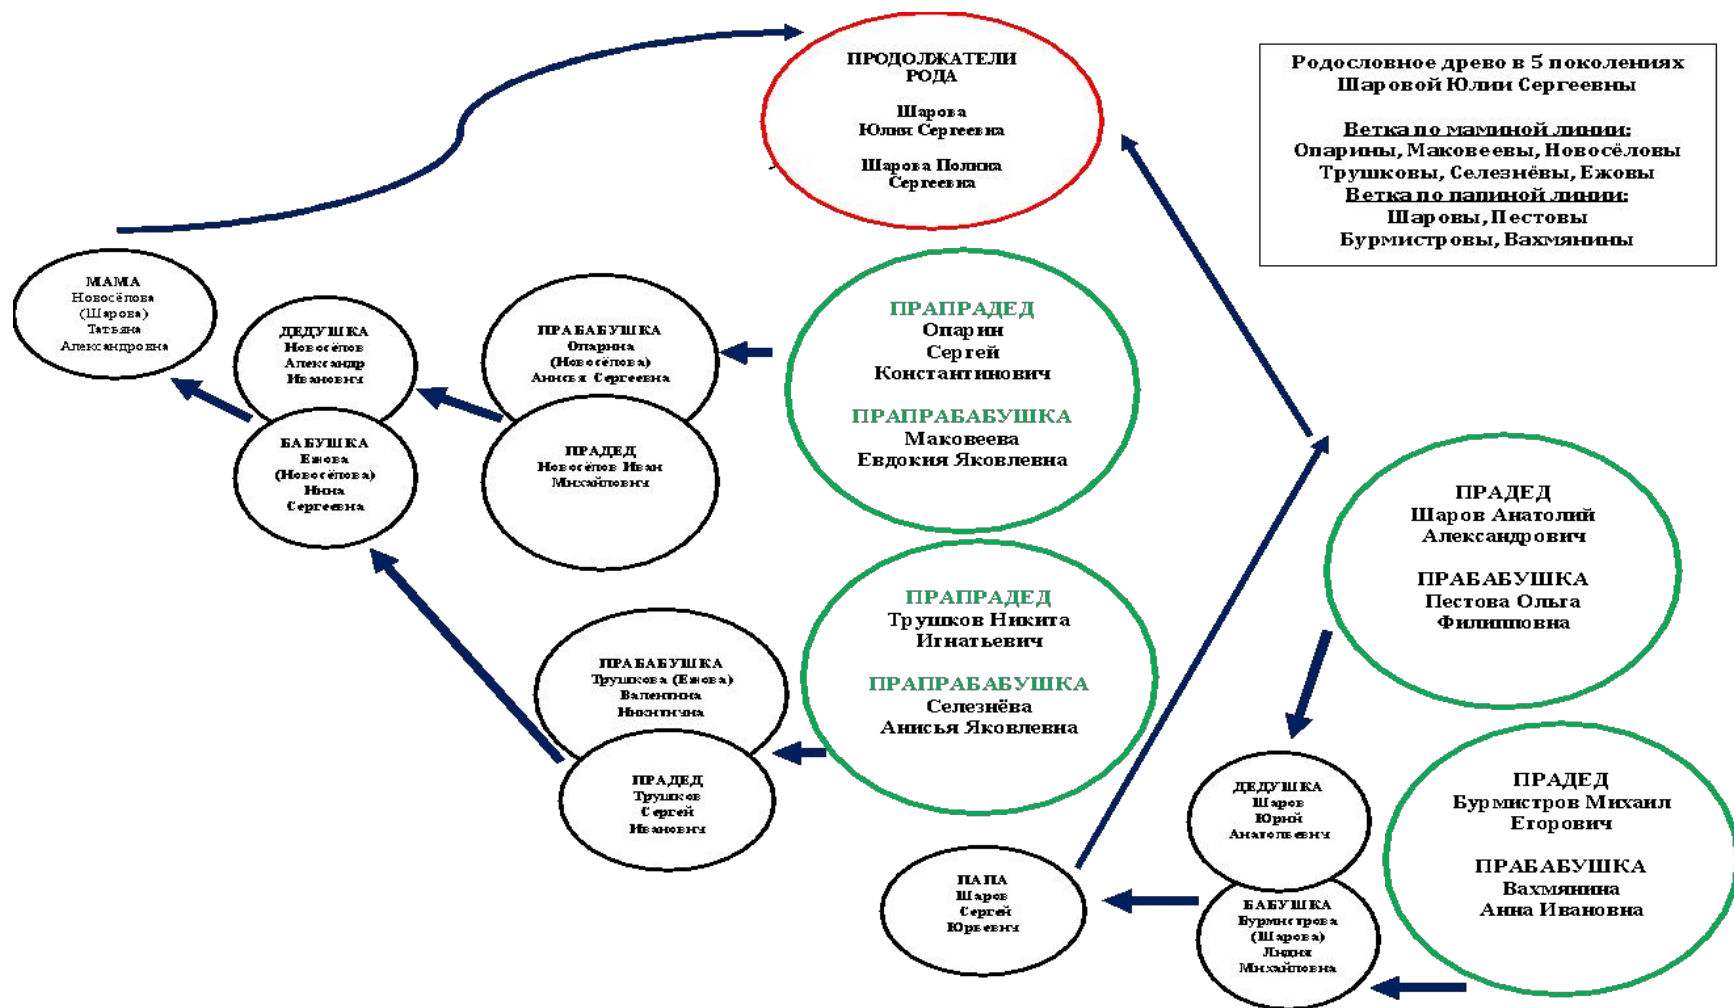 ПРОДОЛЖАТЕЛИ
РОДА
Шарова
Юлия Сергеевна
Шарова Полина
Сергеевна
Родословное древо в 5 поколениях
Шаровой Юлии Сергеевны
Ветка по маминой линии:
Опарины, Маковеевы, Новосёловы
Трушковы, Селезнёвы, Ежовы
Ветка по папиной линии:
Шаровы, Пестовы
Бурмистровы, Вахмянины
МАМА
Новосёлова
(Шарова)
Татьяна
Александровна
ДЕДУШКА
Новосёлов
Александр
Иванович
БАБУШКА
Ежова
(Новосёлова)
Нина
Сергеевна
ПРАБАБУШКА
Опарина
(Новосёлова)
Анисья Сергеевна
ПРАДЕД
Новосёлов Иван
Михайлович
ПРАПРАДЕД
Опарин
Сергей
Константинович
ПРАПРАБАБУШКА
Маковеева
Евдокия Яковлевна
ПРАБАБУШКА
Трушкова (Ежова)
Валентина
Никитична
ПРАДЕД
Трушков
Сергей
Иванович
ПРАПРАДЕД
Трушков Никита
Игнатьевич
ПРАПРАБАБУШКА
Селезнёва
Анисья Яковлевна
ПАПА
Шаров
Сергей
Юрьевич
ДЕДУШКА
Шаров
Юрий
Анатольевич
БАБУШКА
Бурмистрова
(Шарова)
Лидия
Михайловна
ПРАДЕД
Шаров Анатолий
Александрович
ПРАБАБУШКА
Пестова Ольга
Филипповна
ПРАДЕД
Бурмистров Михаил
Егорович
ПРАБАБУШКА
Вахмянина
Анна Ивановна